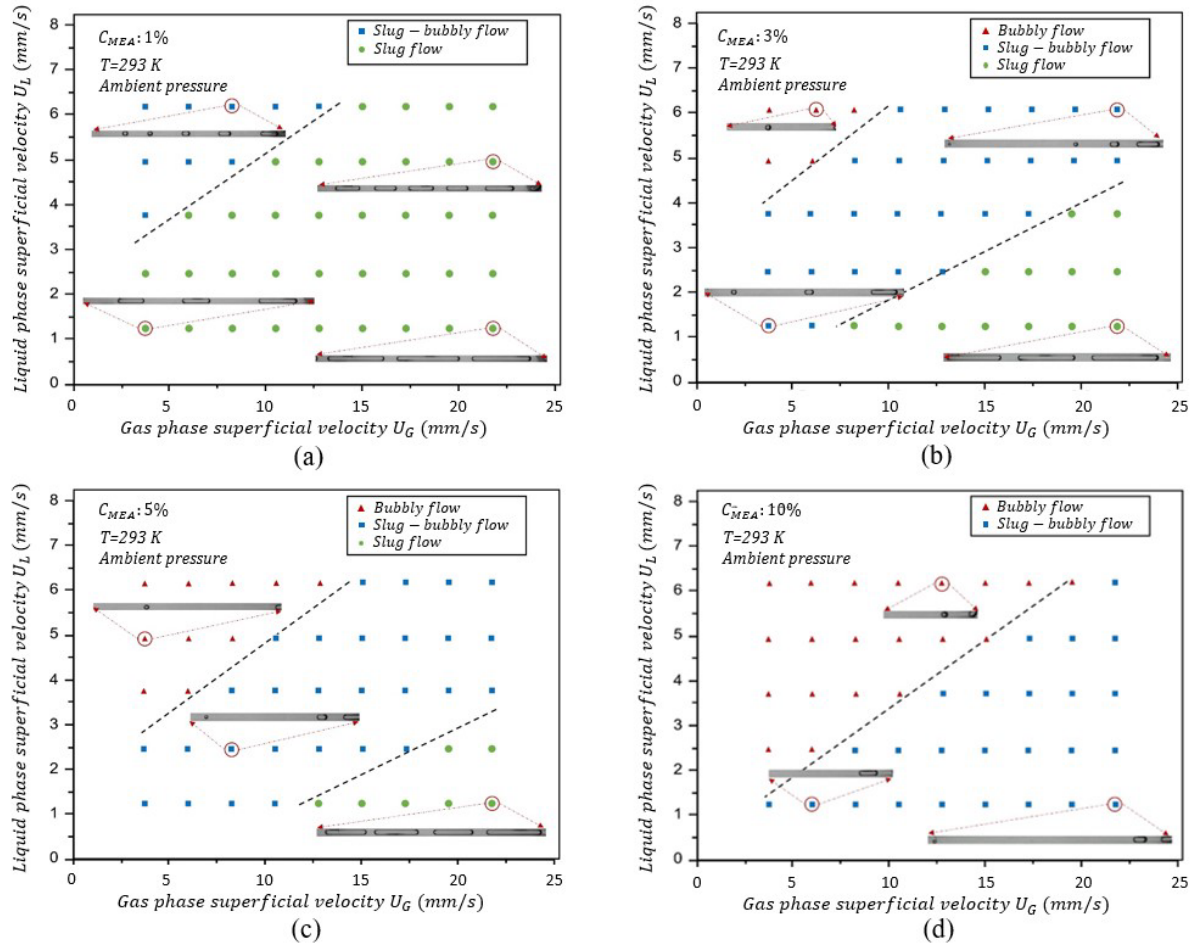 Liquid phase superficial velocity U_L (mm/s)
8
7
6
5
4
3
2
1
0
C_MEA: 1%
T=293 K
Ambient pressure
Slug − bubbly flow
Slug flow
0 5 10 15 20 25
Gas phase superficial velocity U_G (mm/s)
(a)
Liquid phase superficial velocity U_L (mm/s)
8
7
6
5
4
3
2
1
0
C_MEA: 3%
T=293 K
Ambient pressure
Bubbly flow
Slug − bubbly flow
Slug flow
0 5 10 15 20 25
Gas phase superficial velocity U_G (mm/s)
(b)
Liquid phase superficial velocity U_L (mm/s)
8
7
6
5
4
3
2
1
0
C_MEA: 5%
T=293 K
Ambient pressure
Bubbly flow
Slug − bubbly flow
Slug flow
0 5 10 15 20 25
Gas phase superficial velocity U_G (mm/s)
(c)
Liquid phase superficial velocity U_L (mm/s)
8
7
6
5
4
3
2
1
0
C_MEA: 10%
T=293 K
Ambient pressure
Bubbly flow
Slug − bubbly flow
0 5 10 15 20 25
Gas phase superficial velocity U_G (mm/s)
(d)